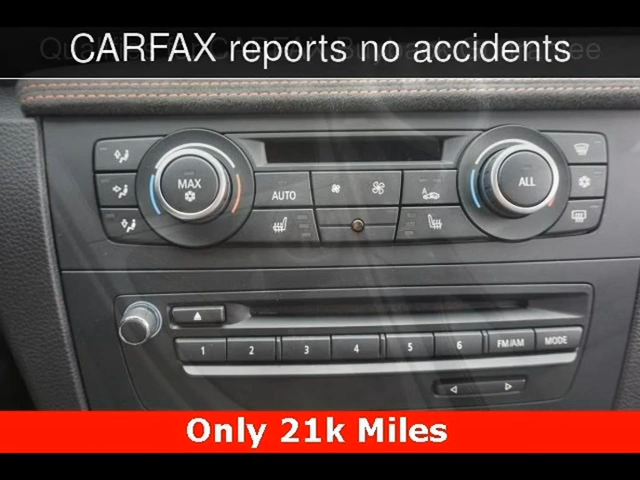 CARFAX reports no accidents
MAX
AUTO
ALL
1 2 3 4 5 6 FM/AM MODE
Only 21k Miles